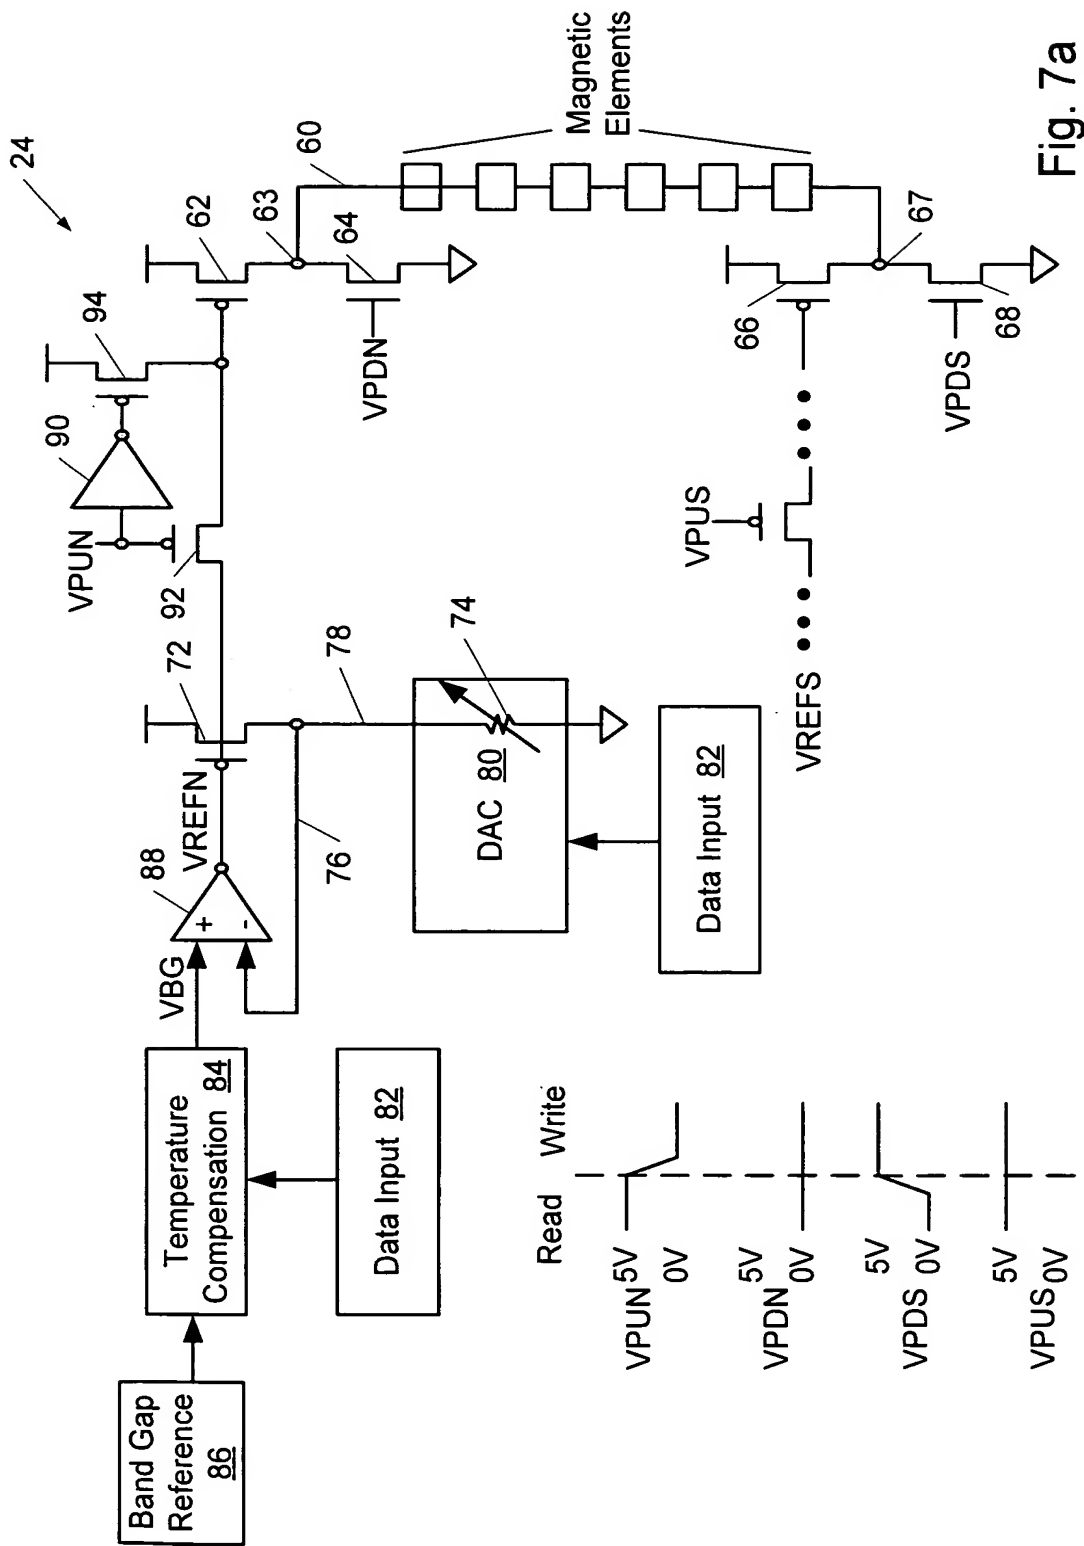 24
94
90
VPUN
92
62
63
60
64
VPDN
Magnetic
Elements
72
VREFN
88
VBG
+
-
76
78
74
DAC 80
Data Input 82
Temperature
Compensation 84
Band Gap
Reference
86
Data Input 82
66
67
68
VPDS
VPUS
VREFS
Read
Write
VPUN
5V
0V
VPDN
5V
0V
VPDS
5V
0V
VPUS
5V
0V
Fig. 7a